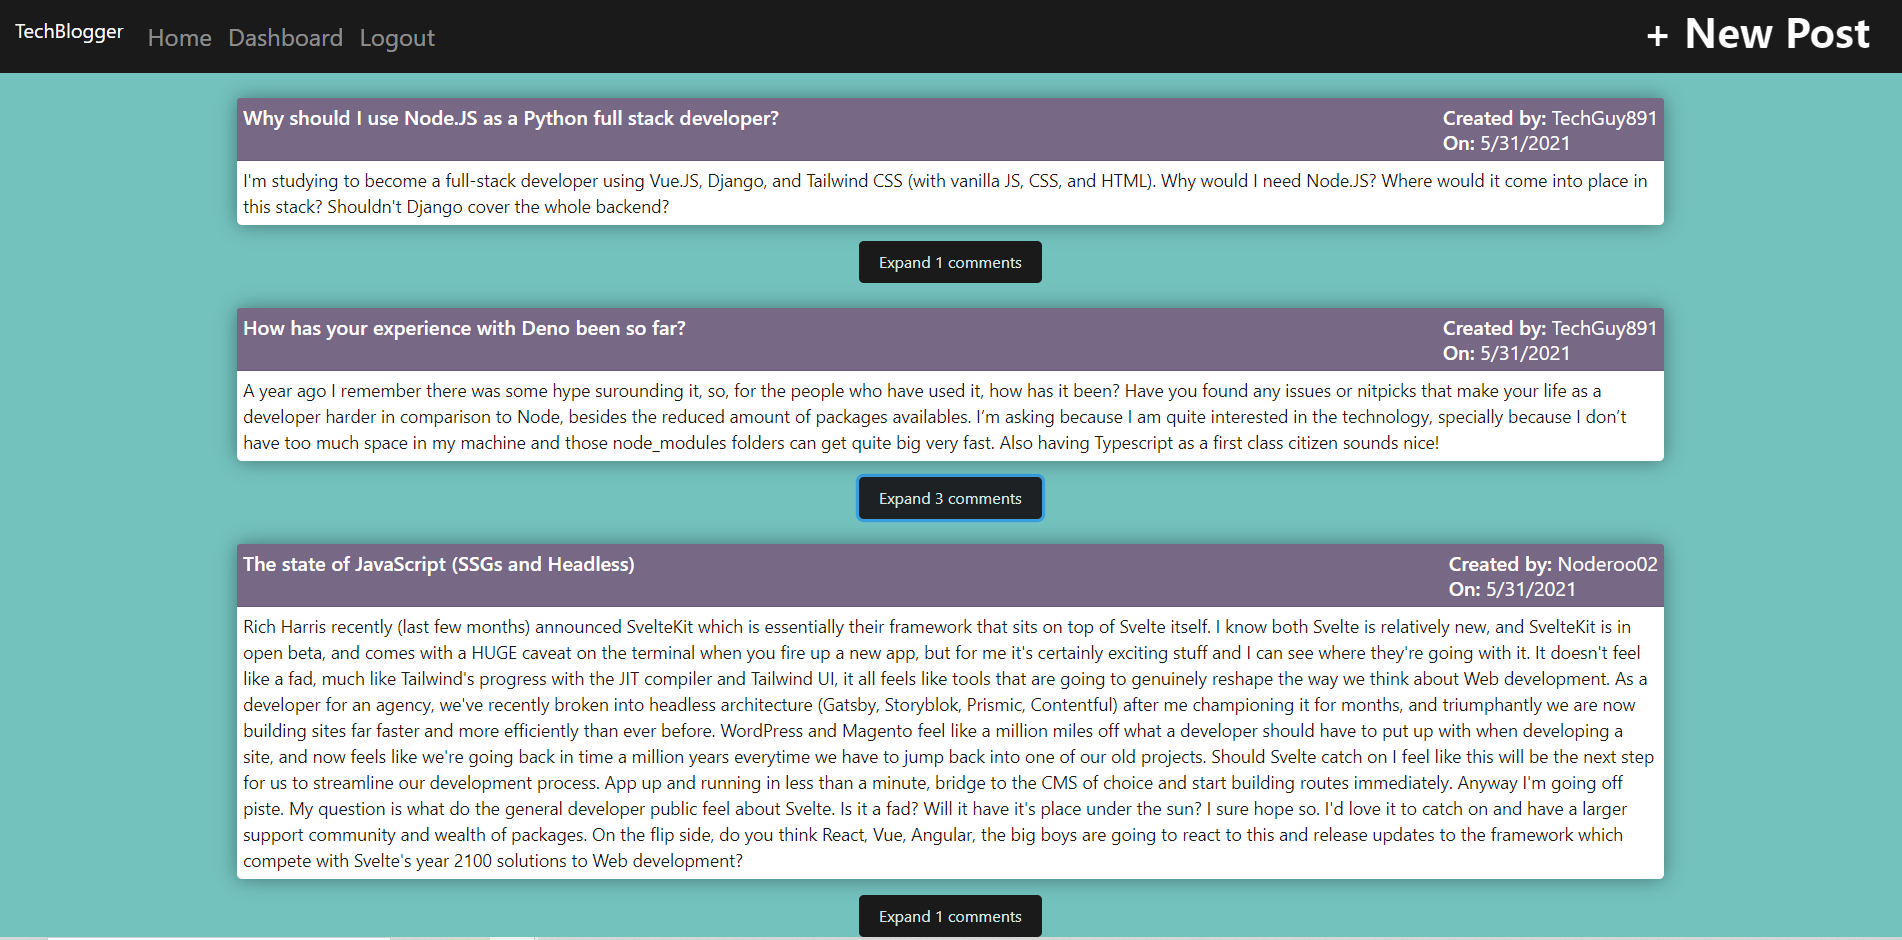 TechBlogger Home Dashboard Logout + New Post
Why should I use Node.JS as a Python full stack developer?
Created by: TechGuy891
On: 5/31/2021
I'm studying to become a full-stack developer using Vue.JS, Django, and Tailwind CSS (with vanilla JS, CSS, and HTML). Why would I need Node.JS? Where would it come into place in
this stack? Shouldn't Django cover the whole backend?
Expand 1 comments
How has your experience with Deno been so far?
Created by: TechGuy891
On: 5/31/2021
A year ago I remember there was some hype surounding it, so, for the people who have used it, how has it been? Have you found any issues or nitpicks that make your life as a
developer harder in comparison to Node, besides the reduced amount of packages availables. I’m asking because I am quite interested in the technology, specially because I don’t
have too much space in my machine and those node_modules folders can get quite big very fast. Also having Typescript as a first class citizen sounds nice!
Expand 3 comments
The state of JavaScript (SSGs and Headless)
Created by: Noderoo02
On: 5/31/2021
Rich Harris recently (last few months) announced SvelteKit which is essentially their framework that sits on top of Svelte itself. I know both Svelte is relatively new, and SvelteKit is in
open beta, and comes with a HUGE caveat on the terminal when you fire up a new app, but for me it's certainly exciting stuff and I can see where they're going with it. It doesn't feel
like a fad, much like Tailwind's progress with the JIT compiler and Tailwind UI, it all feels like tools that are going to genuinely reshape the way we think about Web development. As a
developer for an agency, we've recently broken into headless architecture (Gatsby, Storyblok, Prismic, Contentful) after me championing it for months, and triumphantly we are now
building sites far faster and more efficiently than ever before. WordPress and Magento feel like a million miles off what a developer should have to put up with when developing a
site, and now feels like we're going back in time a million years everytime we have to jump back into one of our old projects. Should Svelte catch on I feel like this will be the next step
for us to streamline our development process. App up and running in less than a minute, bridge to the CMS of choice and start building routes immediately. Anyway I'm going off
piste. My question is what do the general developer public feel about Svelte. Is it a fad? Will it have it's place under the sun? I sure hope so. I'd love it to catch on and have a larger
support community and wealth of packages. On the flip side, do you think React, Vue, Angular, the big boys are going to react to this and release updates to the framework which
compete with Svelte's year 2100 solutions to Web development?
Expand 1 comments